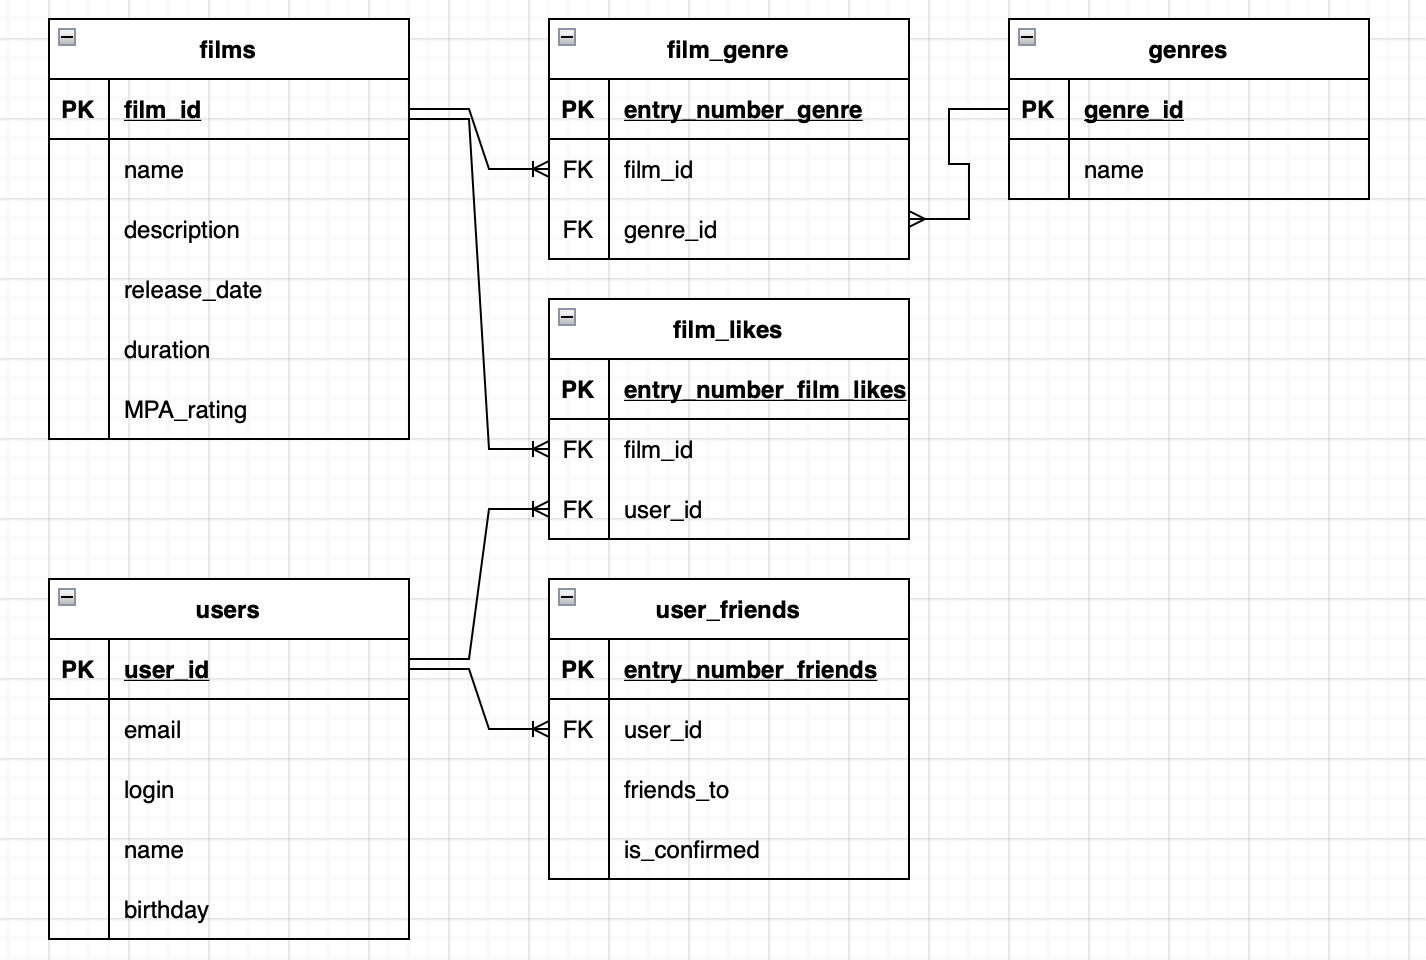 films
PK film_id
name
description
release_date
duration
MPA_rating
film_genre
PK entry_number_genre
FK film_id
FK genre_id
genres
PK genre_id
name
film_likes
PK entry_number_film_likes
FK film_id
FK user_id
users
PK user_id
email
login
name
birthday
user_friends
PK entry_number_friends
FK user_id
friends_to
is_confirmed